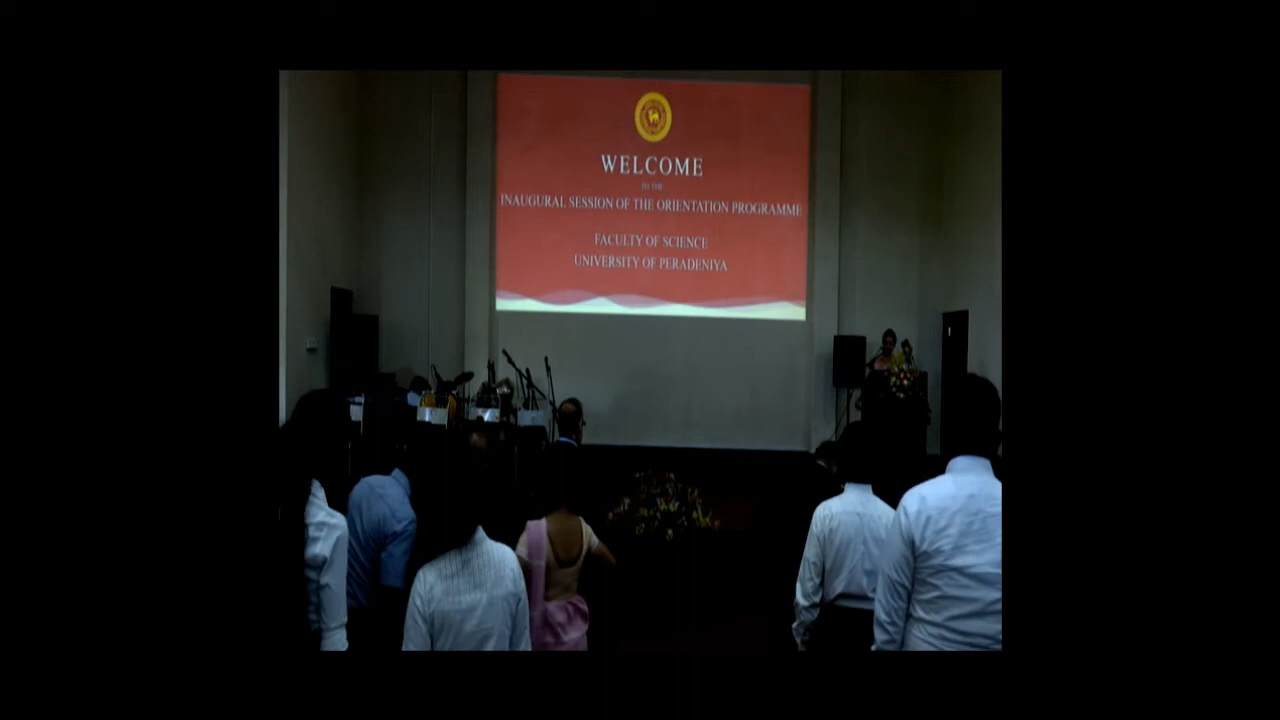 WELCOME
TO THE
INAUGURAL SESSION OF THE ORIENTATION PROGRAMME
FACULTY OF SCIENCE
UNIVERSITY OF PERADENIYA